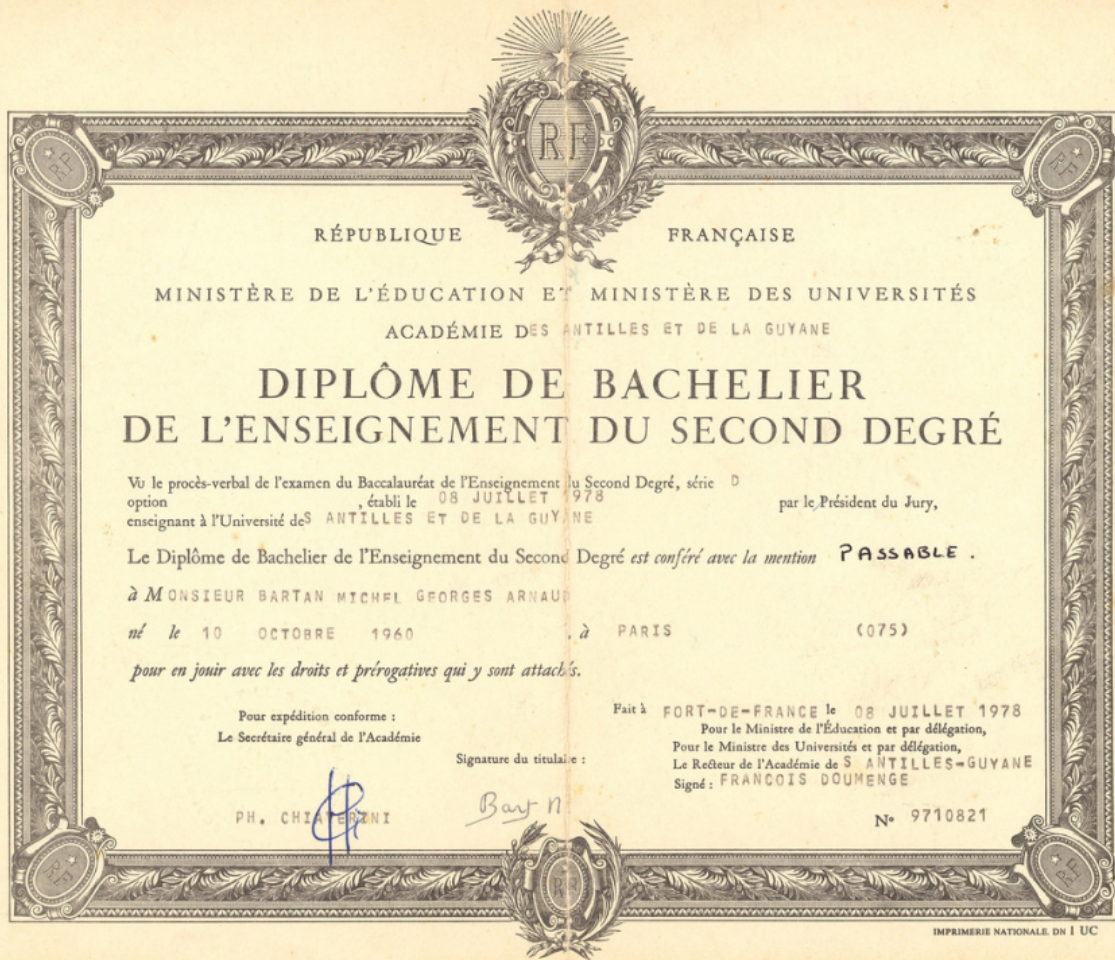 RF
RF
RF
RÉPUBLIQUE FRANÇAISE
MINISTÈRE DE L'ÉDUCATION ET MINISTÈRE DES UNIVERSITÉS
ACADÉMIE DES ANTILLES ET DE LA GUYANE
DIPLÔME DE BACHELIER
DE L'ENSEIGNEMENT DU SECOND DEGRÉ
Vu le procès-verbal de l'examen du Baccalauréat de l'Enseignement du Second Degré, série D
option , établi le 08 JUILLET 1978 par le Président du Jury,
enseignant à l'Université deS ANTILLES ET DE LA GUYANE
Le Diplôme de Bachelier de l'Enseignement du Second Degré est conféré avec la mention PASSABLE.
à MONSIEUR BARTAN MICHEL GEORGES ARNAUD
né le 10 OCTOBRE 1960 , à PARIS (075)
pour en jouir avec les droits et prérogatives qui y sont attachés.
Pour expédition conforme :
Le Secrétaire général de l'Académie
PH. CHIATERINI
Signature du titulaire :
Fait à FORT-DE-FRANCE le 08 JUILLET 1978
Pour le Ministre de l'Éducation et par délégation,
Pour le Ministre des Universités et par délégation,
Le Recteur de l'Académie deS ANTILLES-GUYANE
Signé : FRANCOIS DOUMENGE
N° 9710821
RF
RF
RF
IMPRIMERIE NATIONALE. DN 1 UC